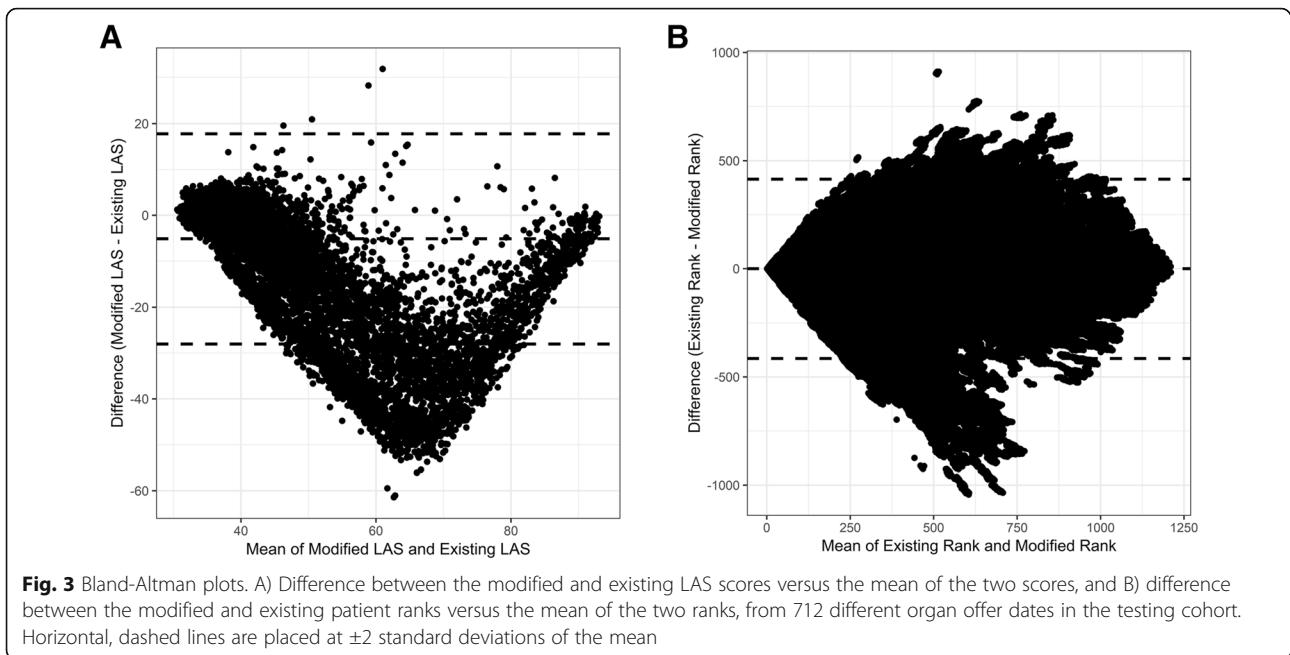 A
B
Difference (Modified LAS - Existing LAS)
20
0
-20
-40
-60
40
60
80
Mean of Modified LAS and Existing LAS
Difference (Existing Rank - Modified Rank)
1000
500
0
-500
-1000
0
250
500
750
1000
1250
Mean of Existing Rank and Modified Rank
Fig. 3 Bland-Altman plots. A) Difference between the modified and existing LAS scores versus the mean of the two scores, and B) difference
between the modified and existing patient ranks versus the mean of the two ranks, from 712 different organ offer dates in the testing cohort.
Horizontal, dashed lines are placed at ±2 standard deviations of the mean